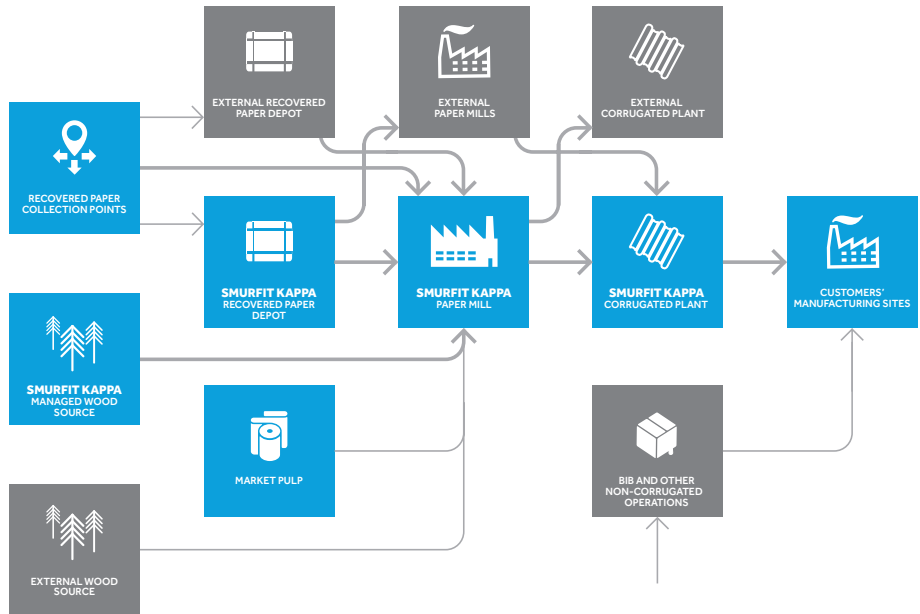 EXTERNAL RECOVERED
PAPER DEPOT
EXTERNAL
PAPER MILLS
EXTERNAL
CORRUGATED PLANT
RECOVERED PAPER
COLLECTION POINTS
SMURFIT KAPPA
RECOVERED PAPER
DEPOT
SMURFIT KAPPA
PAPER MILL
SMURFIT KAPPA
CORRUGATED PLANT
CUSTOMERS’
MANUFACTURING SITES
SMURFIT KAPPA
MANAGED WOOD
SOURCE
MARKET PULP
BIB AND OTHER
NON-CORRUGATED
OPERATIONS
EXTERNAL WOOD
SOURCE